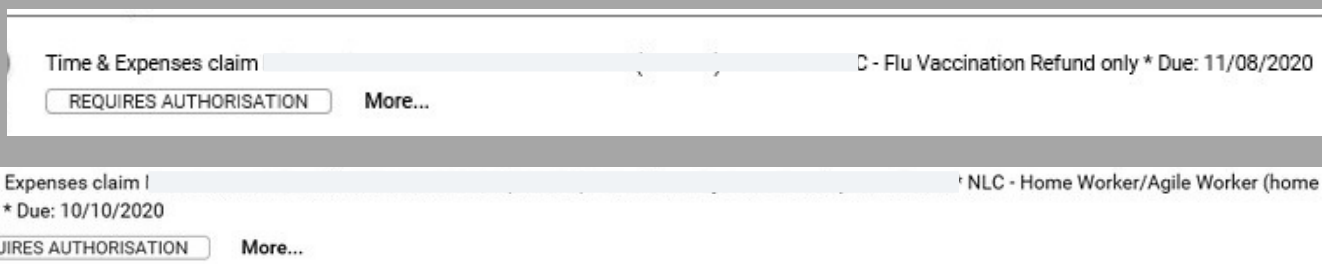 Time & Expenses claim C - Flu Vaccination Refund only * Due: 11/08/2020
REQUIRES AUTHORISATION More...
Expenses claim * NLC - Home Worker/Agile Worker (home
* Due: 10/10/2020
UIRES AUTHORISATION More...